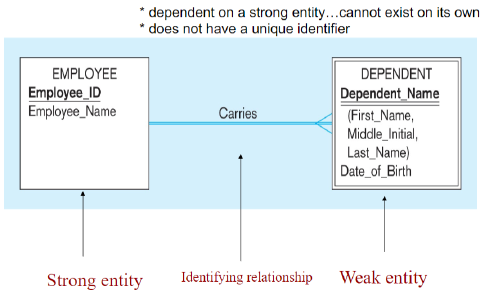 * dependent on a strong entity…cannot exist on its own
* does not have a unique identifier
EMPLOYEE
Employee_ID
Employee_Name
Carries
DEPENDENT
Dependent_Name
(First_Name,
Middle_Initial,
Last_Name)
Date_of_Birth
Strong entity
Identifying relationship
Weak entity